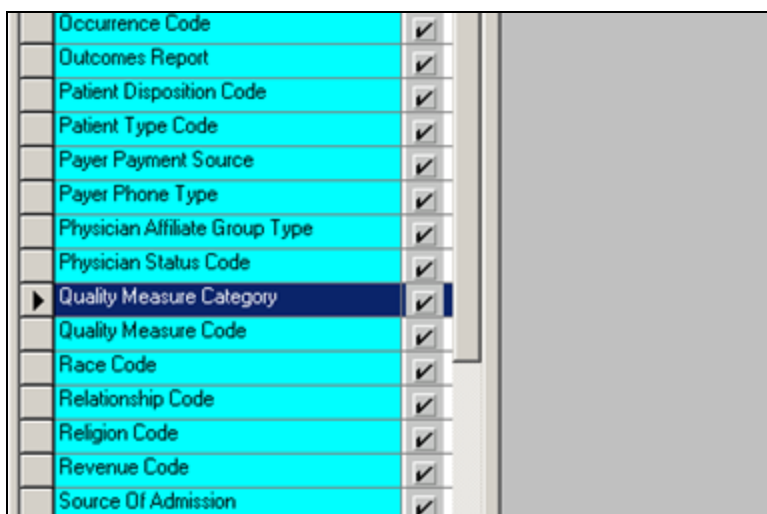 Occurrence Code
Outcomes Report
Patient Disposition Code
Patient Type Code
Payer Payment Source
Payer Phone Type
Physician Affiliate Group Type
Physician Status Code
Quality Measure Category
Quality Measure Code
Race Code
Relationship Code
Religion Code
Revenue Code
Source Of Admission